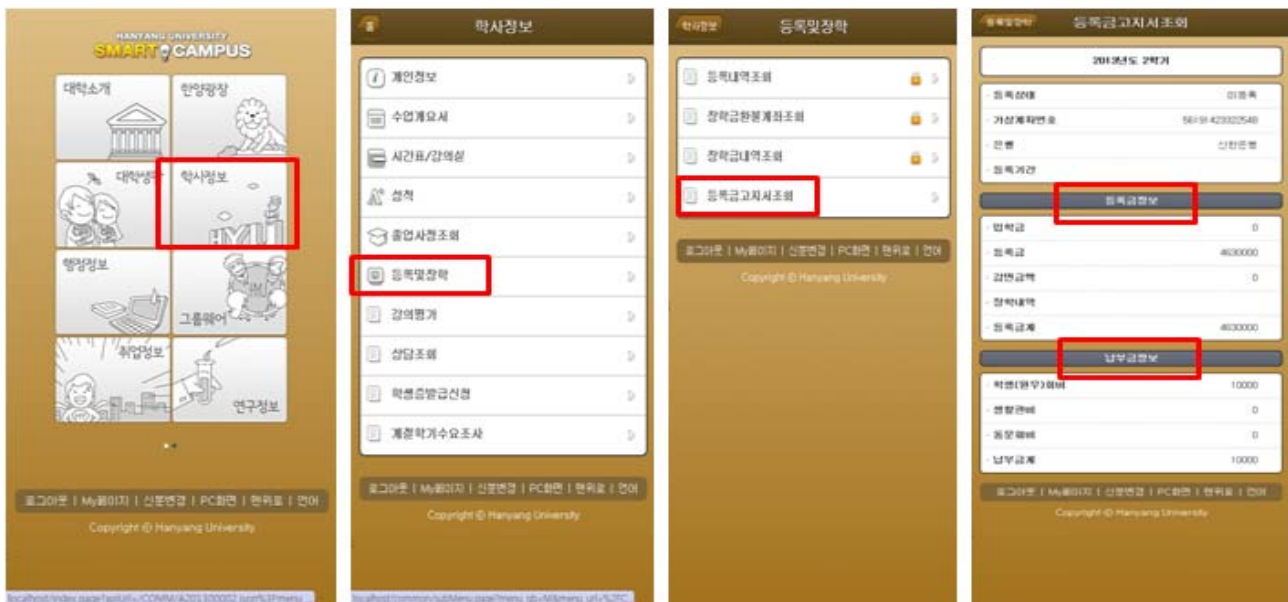 HANYANG UNIVERSITY
SMART CAMPUS
대학소개
한양광장
대학생활
학사정보
행정정보
그룹웨어
취업정보
연구정보
로그아웃 | My페이지 | 신분변경 | PC화면 | 맨위로 | 언어
Copyright © Hanyang University
홈
학사정보
개인정보
수업개요서
시간표/강의실
성적
졸업사정조회
등록및장학
강의평가
상담조회
학생증발급신청
계절학기수요조사
로그아웃 | My페이지 | 신분변경 | PC화면 | 맨위로 | 언어
Copyright © Hanyang University
학사정보
등록및장학
등록내역조회
장학금환불계좌조회
장학금내역조회
등록금고지서조회
로그아웃 | My페이지 | 신분변경 | PC화면 | 맨위로 | 언어
Copyright © Hanyang University
등록및장학
등록금고지서조회
2013년도 2학기
등록상태 미등록
가상계좌번호
은행 신한은행
등록기간
등록금정보
입학금 0
등록금 4630000
감면금액 0
장학내역
등록금계 4630000
납부금정보
학생(원우)회비 10000
생활관비 0
동문회비 0
납부금계 10000
로그아웃 | My페이지 | 신분변경 | PC화면 | 맨위로 | 언어
Copyright © Hanyang University